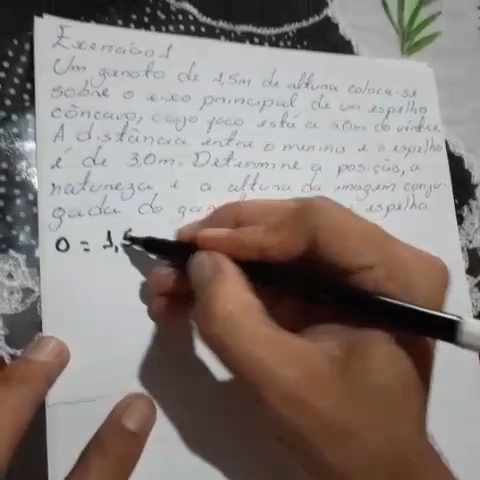 Exercício 1
Um garoto de 1,5m de altura coloca-se
sobre o eixo principal de um espelho
côncavo, cujo foco está a do vértice
A distância entre o menino e o espelho
é de 3,0m. Determine a posição, a
natureza e a altura da imagem conju-
gada do espelho
O = 1,5